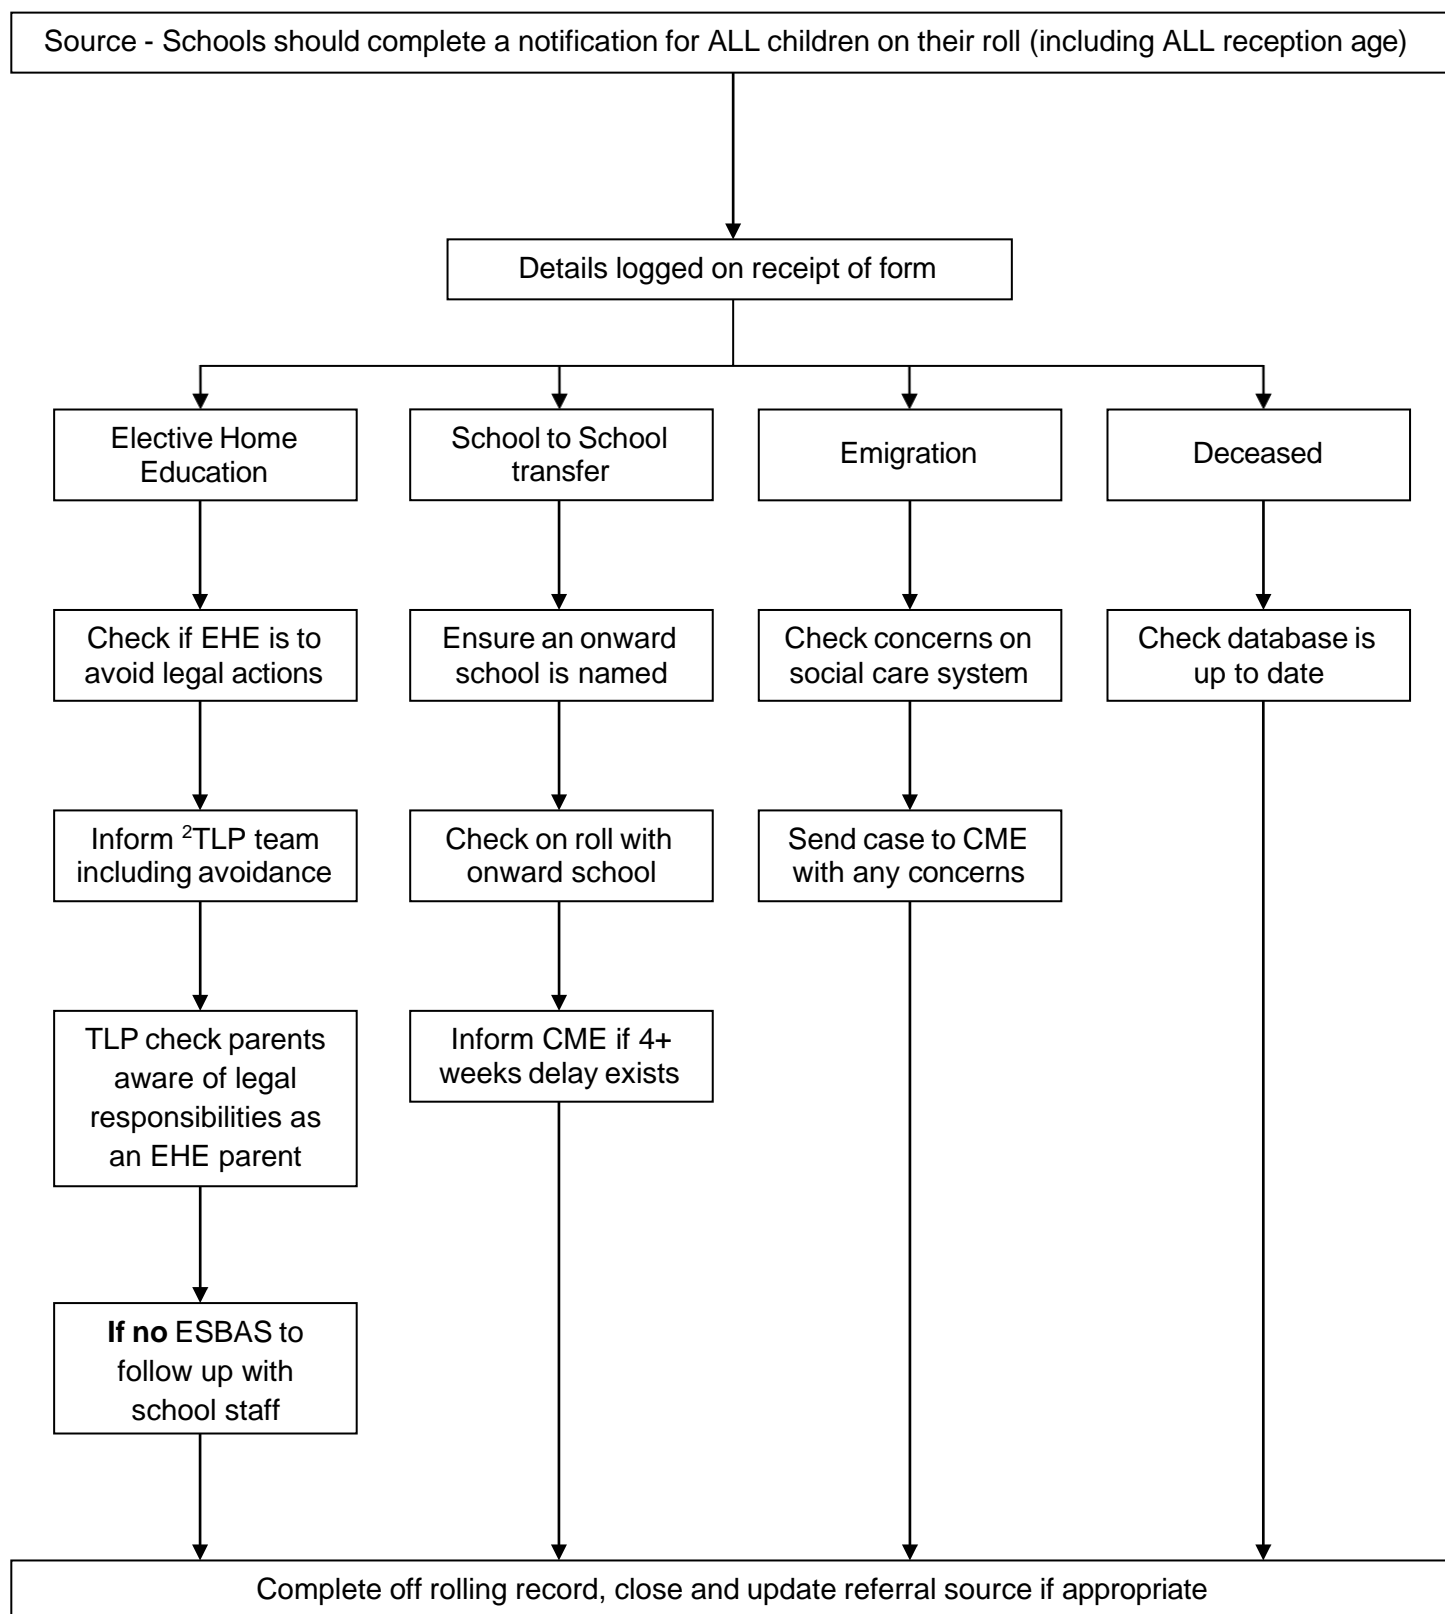 Source - Schools should complete a notification for ALL children on their roll (including ALL reception age)
Details logged on receipt of form
Elective Home
Education
School to School
transfer
Emigration
Deceased
Check if EHE is to
avoid legal actions
Ensure an onward
school is named
Check concerns on
social care system
Check database is
up to date
Inform ²TLP team
including avoidance
Check on roll with
onward school
Send case to CME
with any concerns
TLP check parents
aware of legal
responsibilities as
an EHE parent
Inform CME if 4+
weeks delay exists
If no ESBAS to
follow up with
school staff
Complete off rolling record, close and update referral source if appropriate